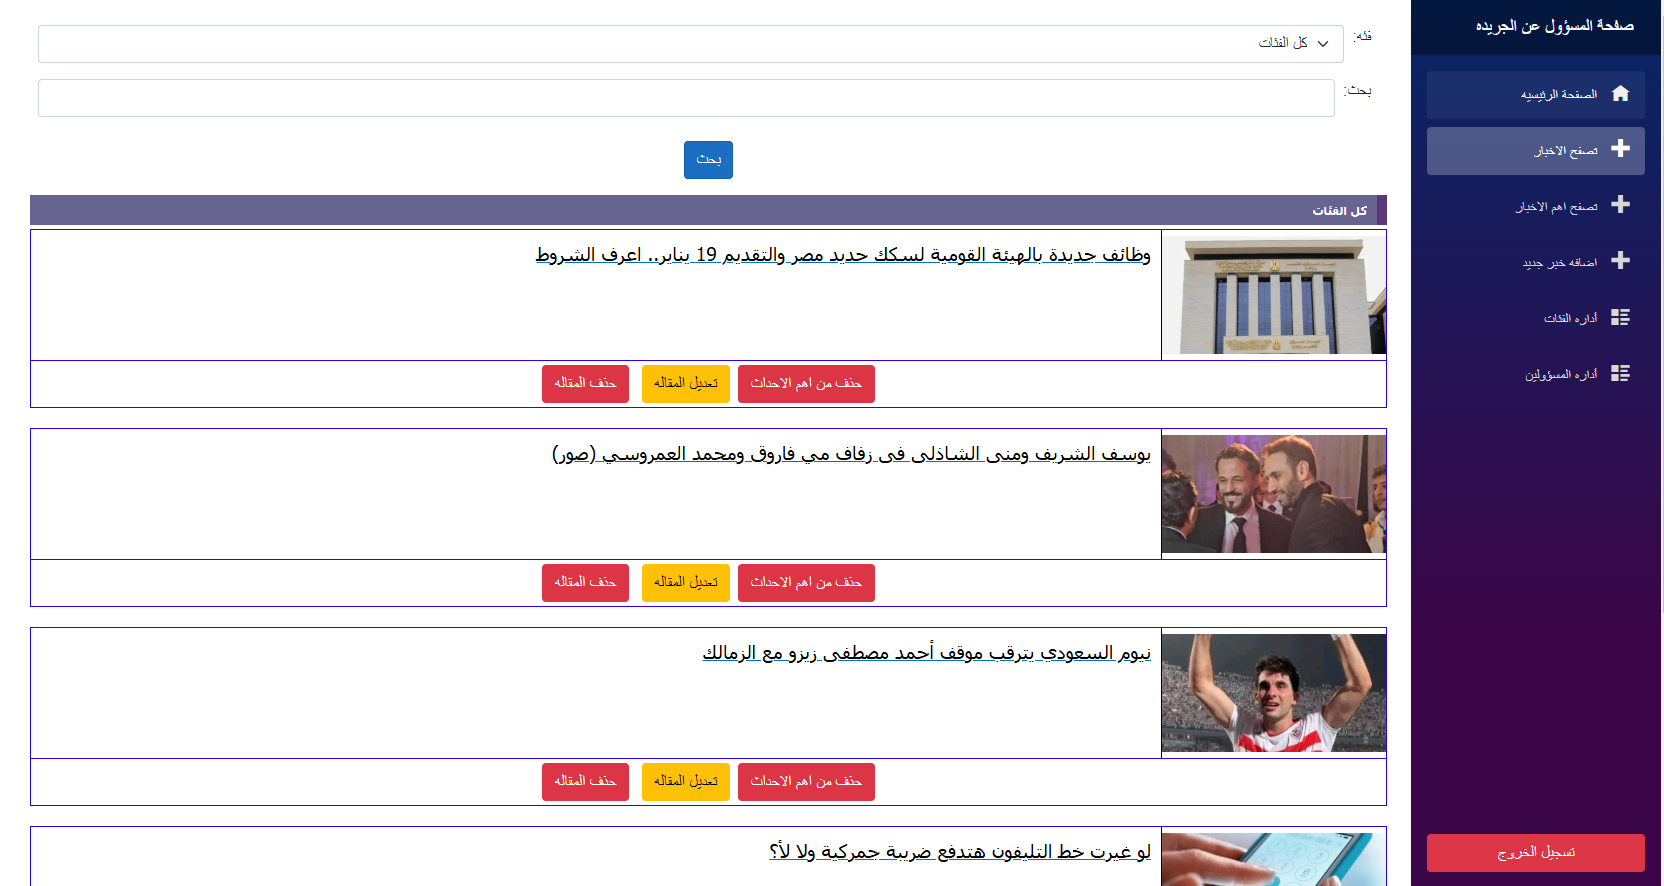 صفحة المسؤول عن الجريده
الصفحة الرئيسيه
تصفح الاخبار
تصفح اهم الاخبار
اضافه خبر جديد
أداره الفئات
أداره المسؤولين
تسجيل الخروج
فئه:
كل الفئات
بحث:
بحث
كل الفئات
وظائف جديدة بالهيئة القومية لسكك حديد مصر والتقديم 19 يناير.. اعرف الشروط
حذف من اهم الاحداث
تعديل المقاله
حذف المقاله
يوسف الشريف ومنى الشاذلى فى زفاف مي فاروق ومحمد العمروسي (صور)
حذف من اهم الاحداث
تعديل المقاله
حذف المقاله
نيوم السعودي يترقب موقف أحمد مصطفى زيزو مع الزمالك
حذف من اهم الاحداث
تعديل المقاله
حذف المقاله
لو غيرت خط التليفون هتدفع ضريبة جمركية ولا لأ؟